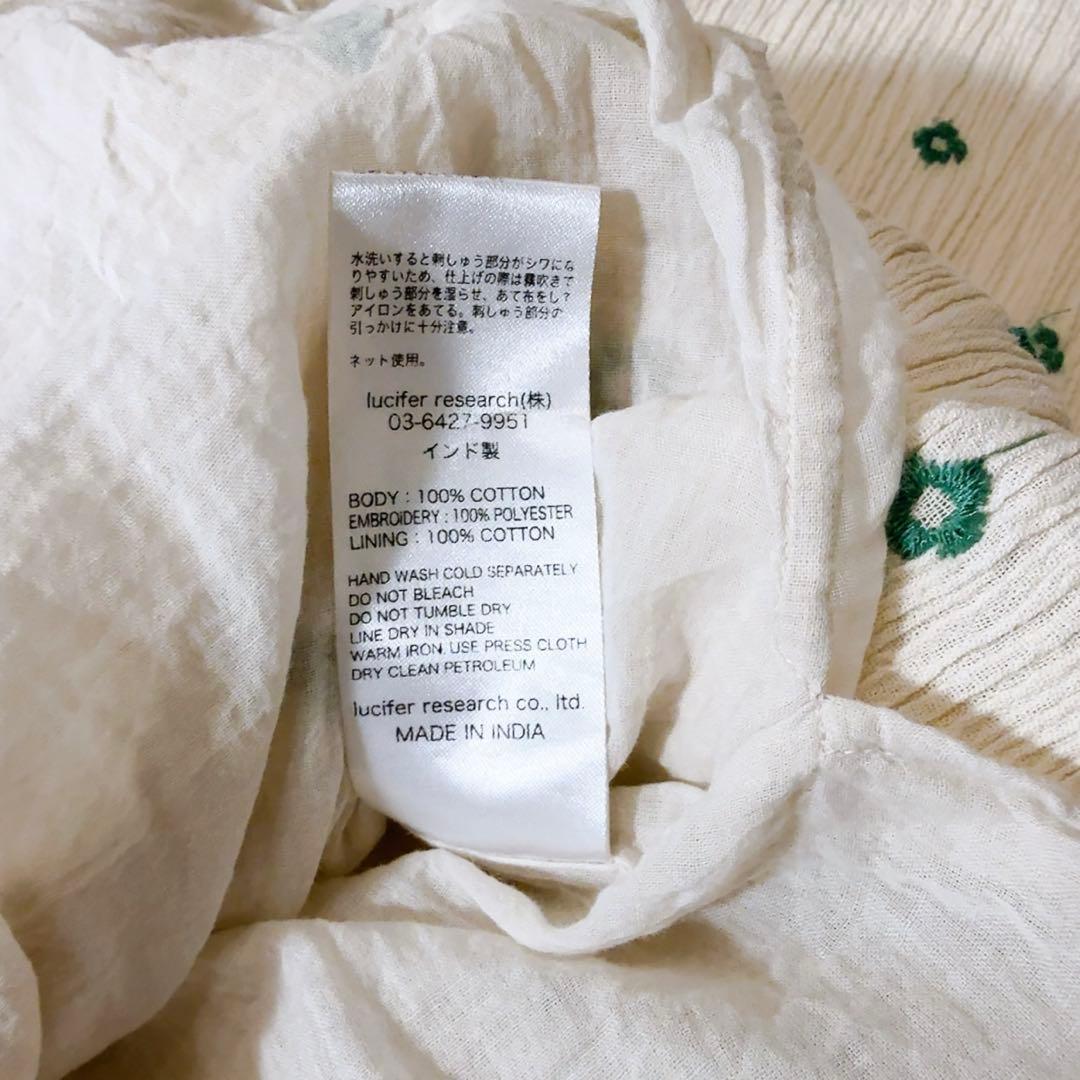 水洗いすると刺しゅう部分がシワにな
りやすいため、仕上げの際は霧吹きで
刺しゅう部分を湿らせ、あて布をして
アイロンをあてる。刺しゅう部分の
引っかけに十分注意。
ネット使用。
lucifer research(株)
03-6427-9951
インド製
BODY : 100% COTTON
EMBROIDERY : 100% POLYESTER
LINING : 100% COTTON
HAND WASH COLD SEPARATELY
DO NOT BLEACH
DO NOT TUMBLE DRY
LINE DRY IN SHADE
WARM IRON, USE PRESS CLOTH
DRY CLEAN PETROLEUM
lucifer research co., ltd.
MADE IN INDIA